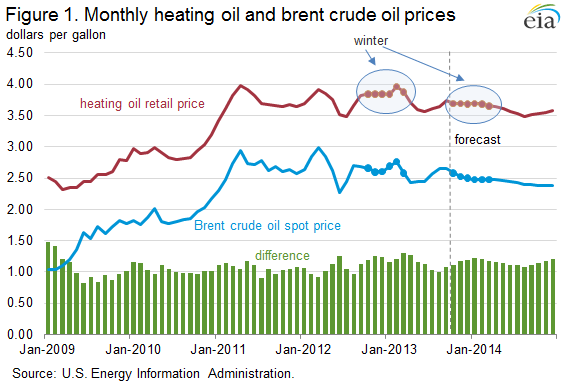 Figure 1. Monthly heating oil and brent crude oil prices
eia
dollars per gallon
4.50
4.00
3.50
3.00
2.50
2.00
1.50
1.00
0.50
0.00
winter
heating oil retail price
forecast
Brent crude oil spot price
difference
Jan-2009 Jan-2010 Jan-2011 Jan-2012 Jan-2013 Jan-2014
Source: U.S. Energy Information Administration.